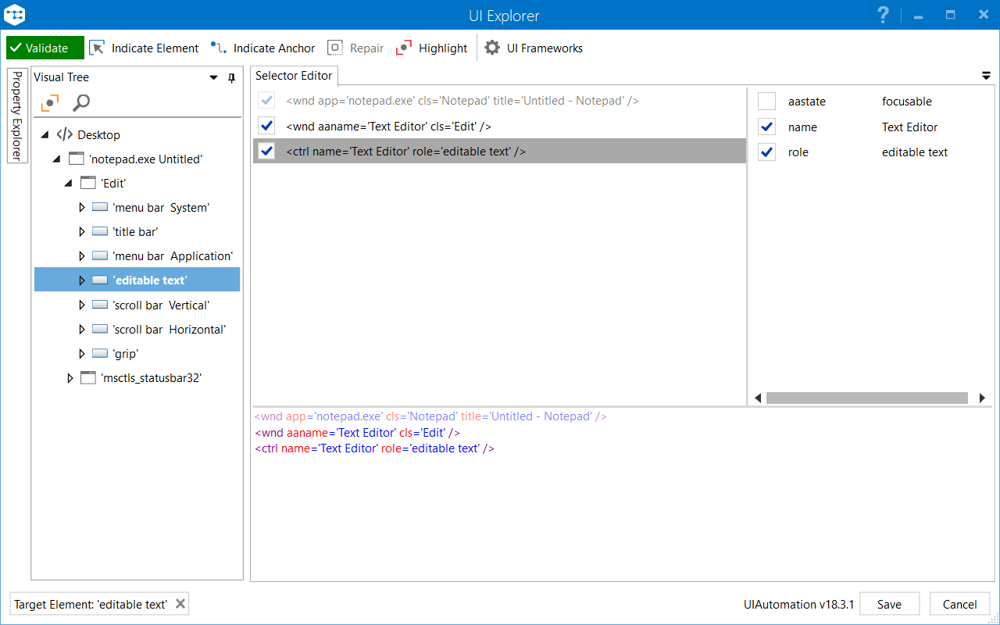 UI Explorer
?
Validate Indicate Element Indicate Anchor Repair Highlight UI Frameworks
Property Explorer
Visual Tree
</> Desktop
'notepad.exe Untitled'
'Edit'
'menu bar System'
'title bar'
'menu bar Application'
'editable text'
'scroll bar Vertical'
'scroll bar Horizontal'
'grip'
'msctls_statusbar32'
Selector Editor
<wnd app='notepad.exe' cls='Notepad' title='Untitled - Notepad' />
<wnd aaname='Text Editor' cls='Edit' />
<ctrl name='Text Editor' role='editable text' />
aastate focusable
name Text Editor
role editable text
<wnd app='notepad.exe' cls='Notepad' title='Untitled - Notepad' />
<wnd aaname='Text Editor' cls='Edit' />
<ctrl name='Text Editor' role='editable text' />
Target Element: 'editable text'
UIAutomation v18.3.1 Save Cancel